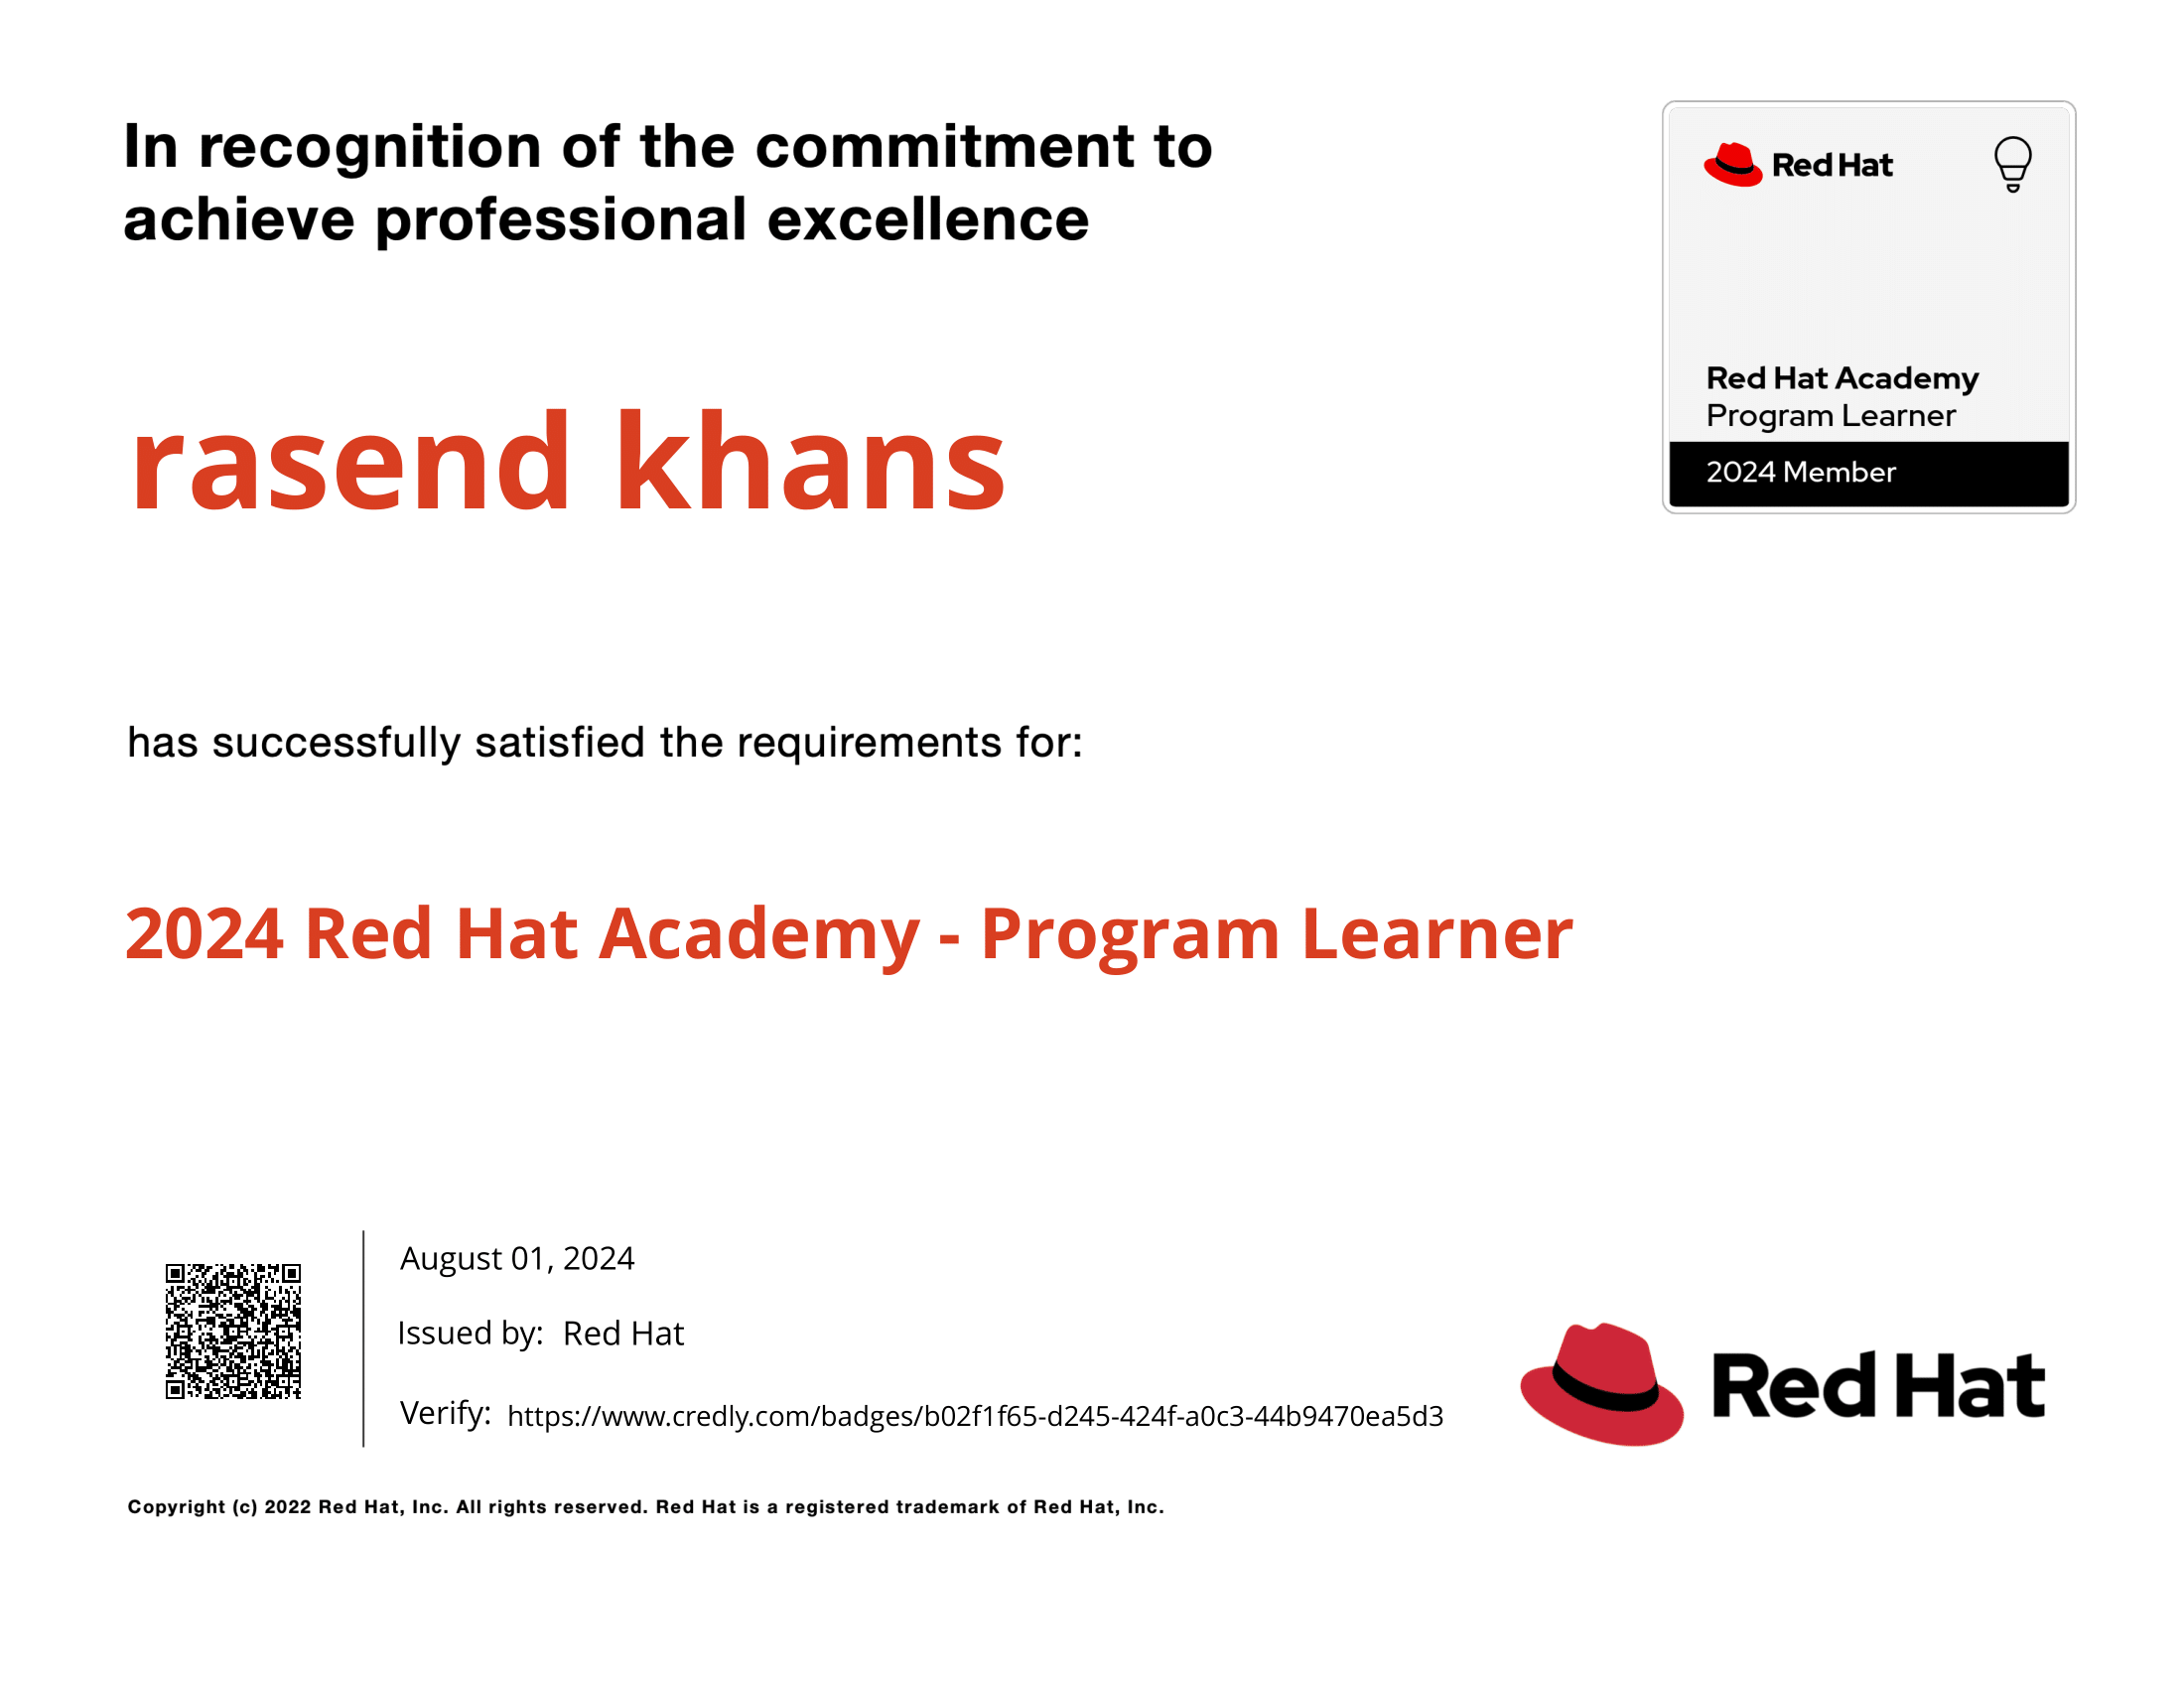 In recognition of the commitment to
achieve professional excellence
Red Hat
rasend khans
Red Hat Academy
Program Learner
2024 Member
has successfully satisfied the requirements for:
2024 Red Hat Academy - Program Learner
August 01, 2024
Issued by: Red Hat
Verify: https://www.credly.com/badges/b02f1f65-d245-424f-a0c3-44b9470ea5d3
Red Hat
Copyright (c) 2022 Red Hat, Inc. All rights reserved. Red Hat is a registered trademark of Red Hat, Inc.